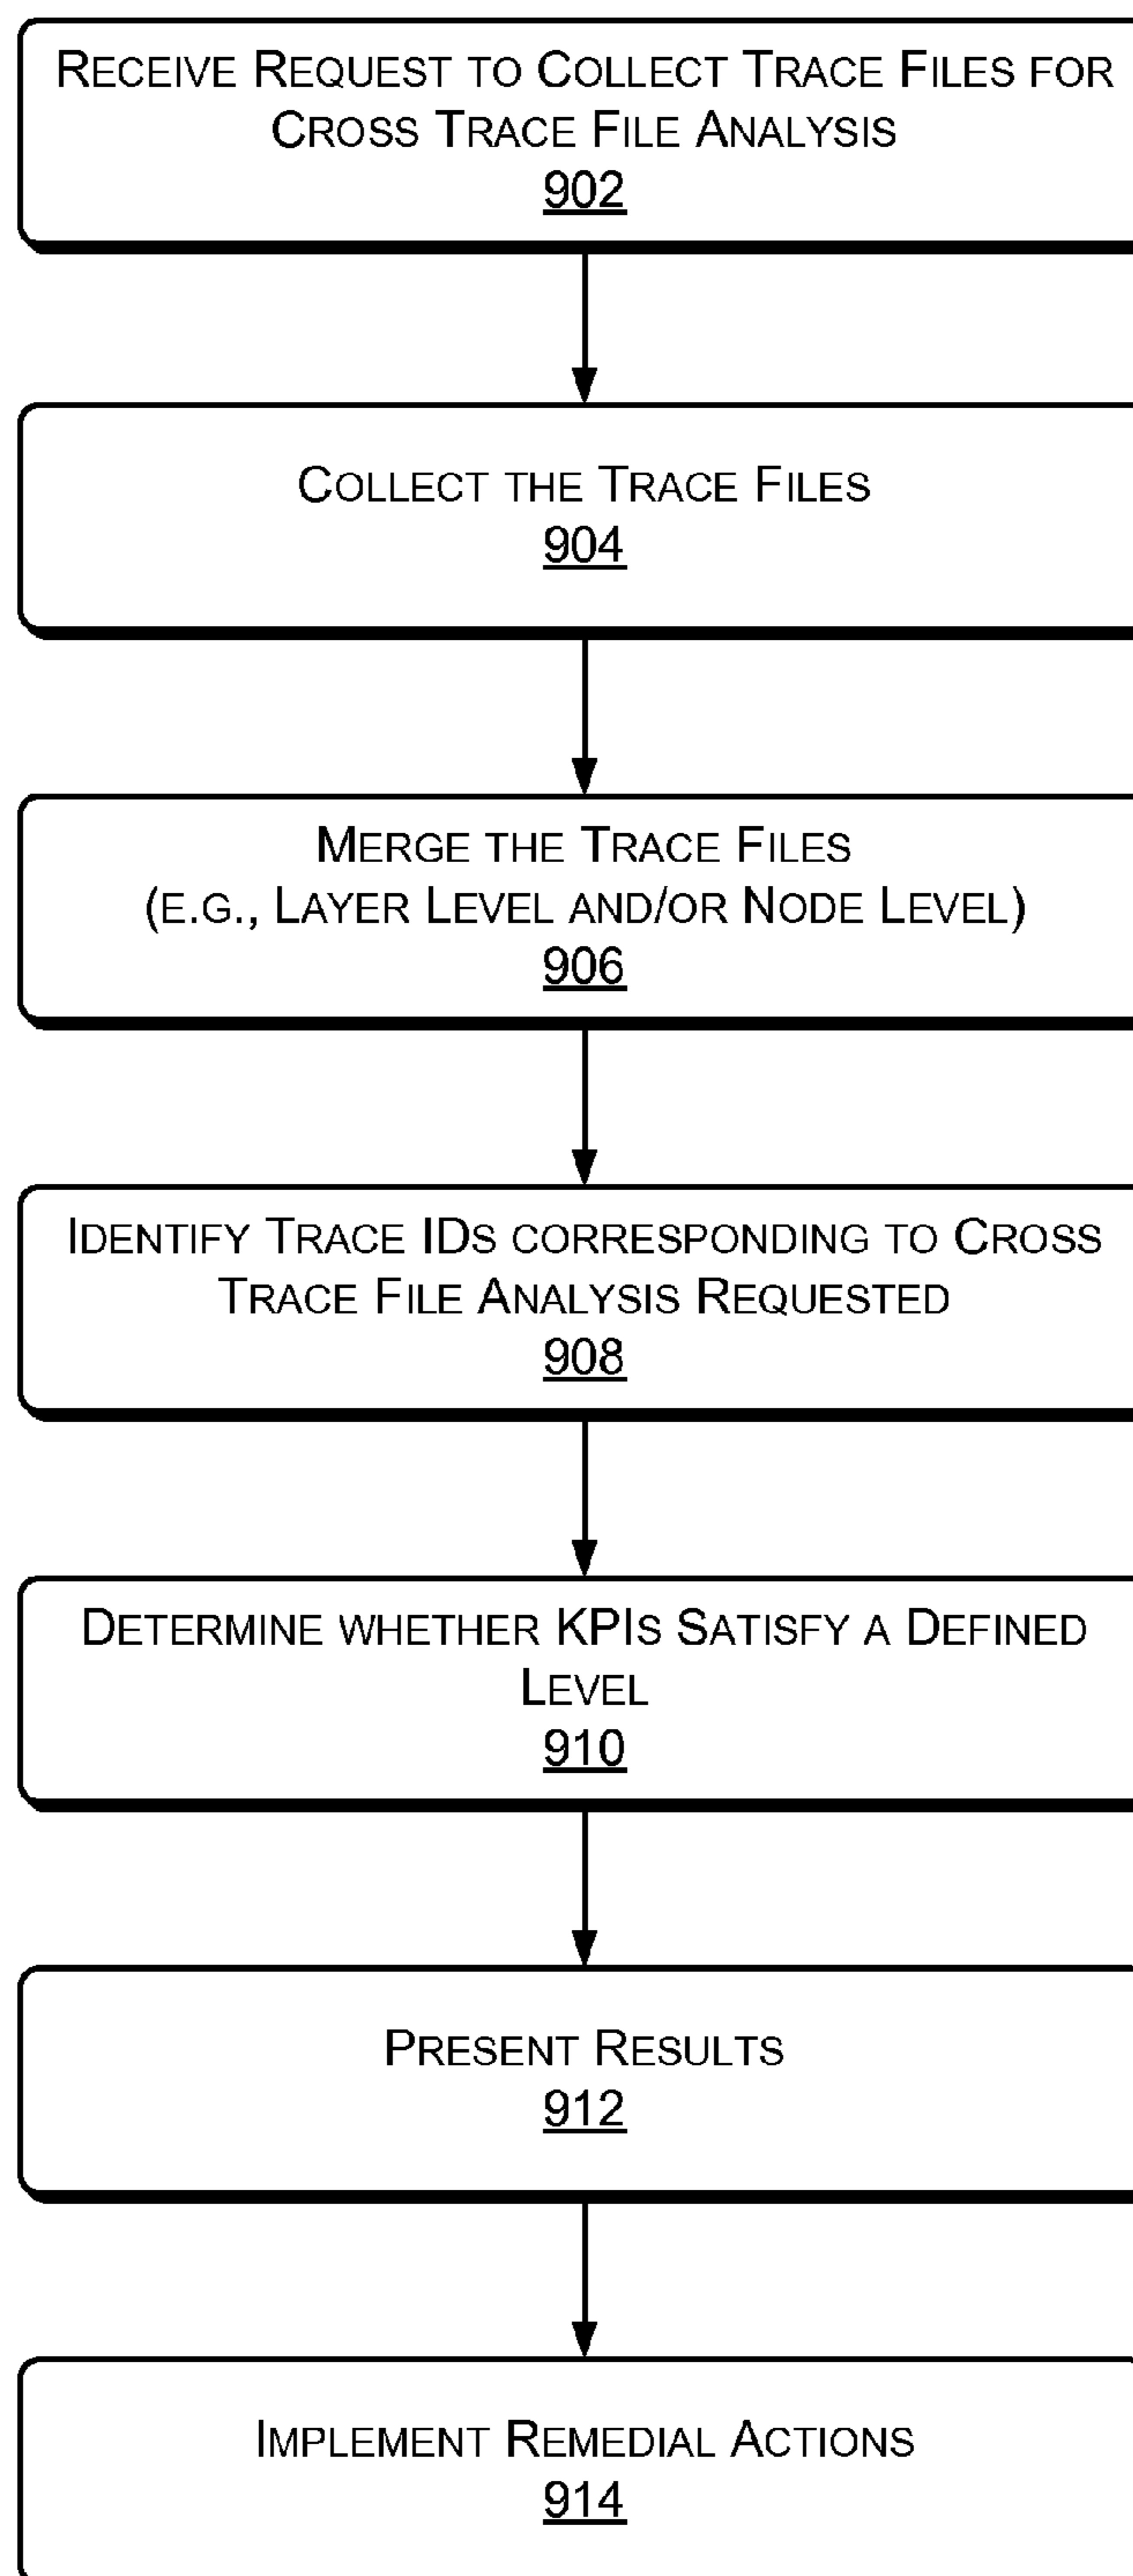 RECEIVE REQUEST TO COLLECT TRACE FILES FOR
CROSS TRACE FILE ANALYSIS
902
COLLECT THE TRACE FILES
904
MERGE THE TRACE FILES
(E.G., LAYER LEVEL AND/OR NODE LEVEL)
906
IDENTIFY TRACE IDS CORRESPONDING TO CROSS
TRACE FILE ANALYSIS REQUESTED
908
DETERMINE WHETHER KPIS SATISFY A DEFINED
LEVEL
910
PRESENT RESULTS
912
IMPLEMENT REMEDIAL ACTIONS
914